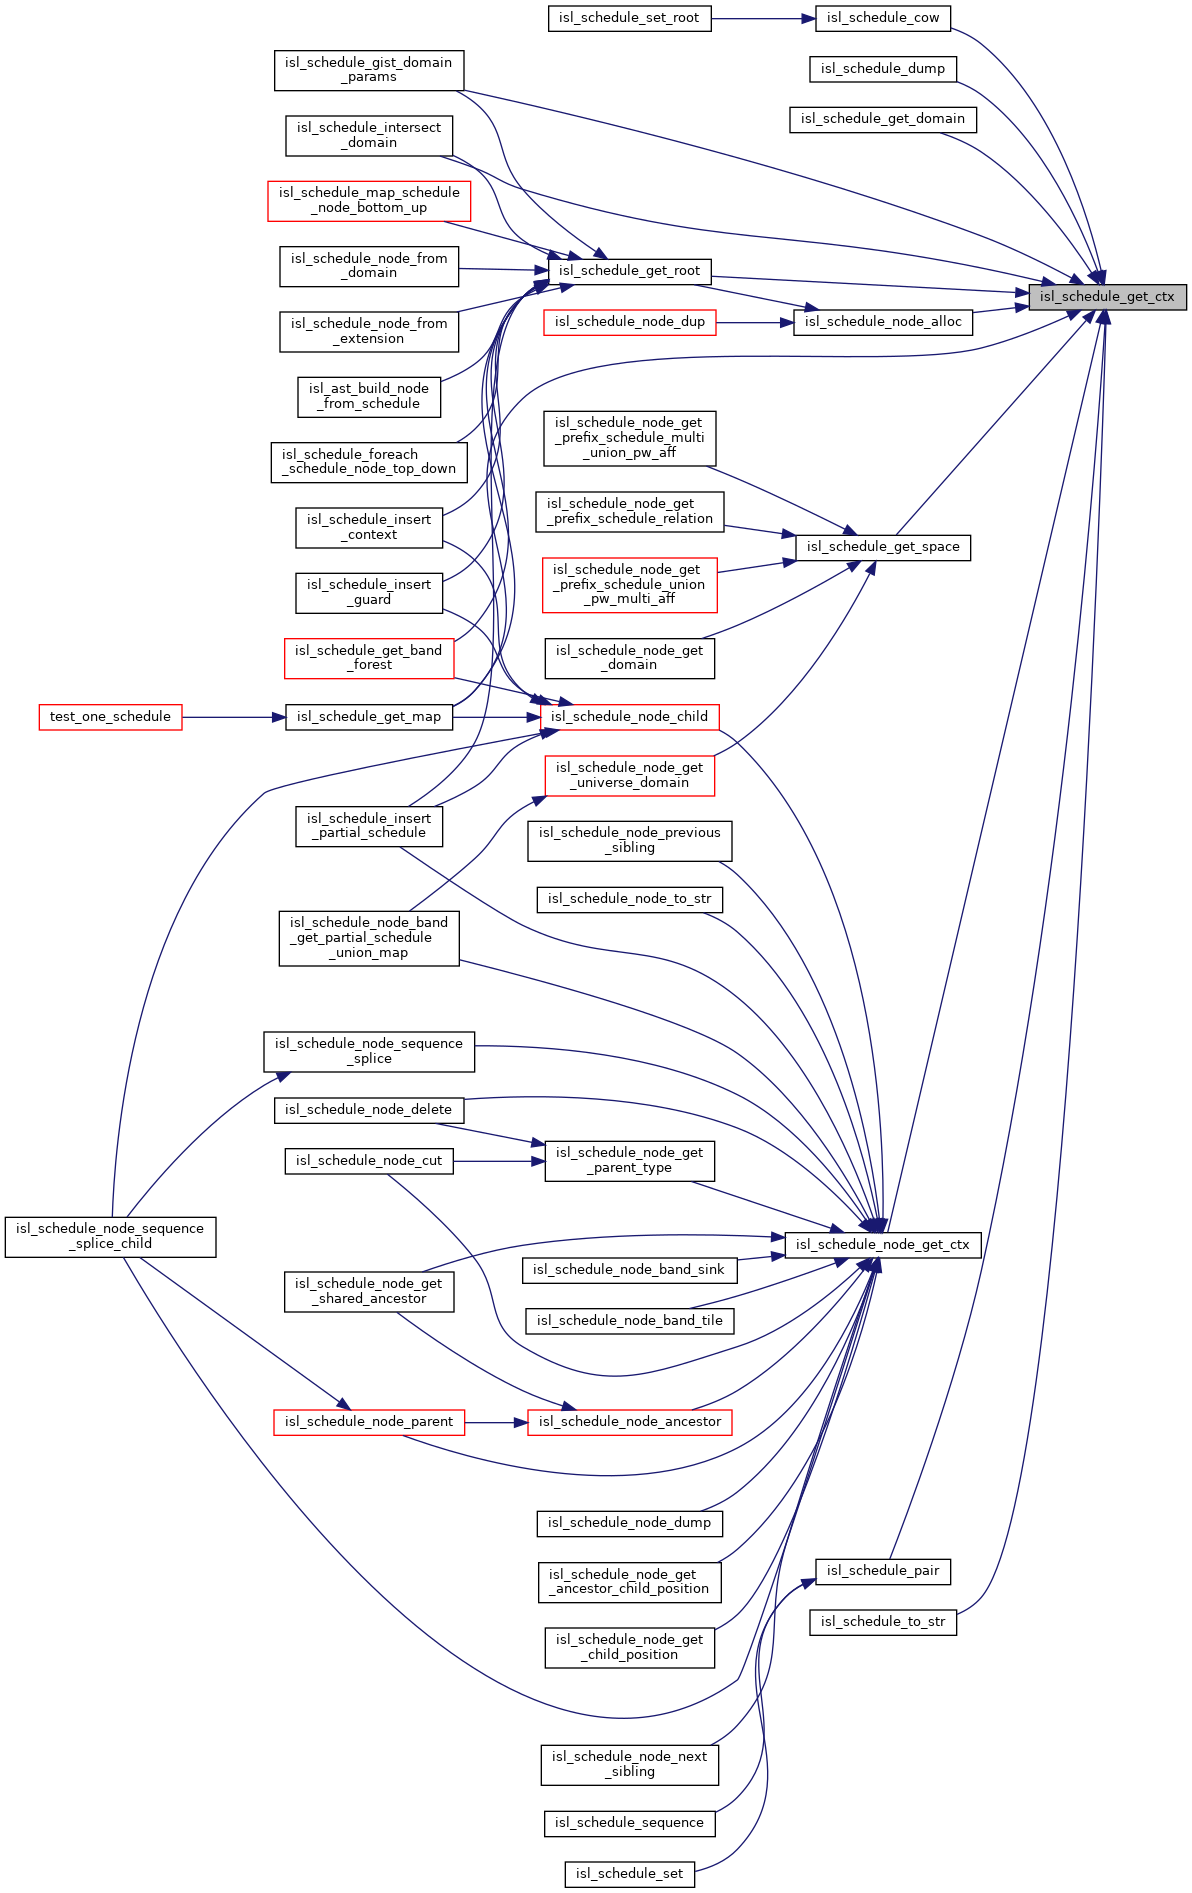 isl_schedule_set_root
isl_schedule_cow
isl_schedule_gist_domain
_params
isl_schedule_dump
isl_schedule_get_domain
isl_schedule_intersect
_domain
isl_schedule_map_schedule
_node_bottom_up
isl_schedule_node_from
_domain
isl_schedule_get_root
isl_schedule_get_ctx
isl_schedule_node_from
_extension
isl_schedule_node_dup
isl_schedule_node_alloc
isl_ast_build_node
_from_schedule
isl_schedule_foreach
_schedule_node_top_down
isl_schedule_node_get
_prefix_schedule_multi
_union_pw_aff
isl_schedule_insert
_context
isl_schedule_node_get
_prefix_schedule_relation
isl_schedule_get_space
isl_schedule_insert
_guard
isl_schedule_node_get
_prefix_schedule_union
_pw_multi_aff
isl_schedule_get_band
_forest
isl_schedule_node_get
_domain
test_one_schedule
isl_schedule_get_map
isl_schedule_node_child
isl_schedule_node_get
_universe_domain
isl_schedule_insert
_partial_schedule
isl_schedule_node_previous
_sibling
isl_schedule_node_to_str
isl_schedule_node_band
_get_partial_schedule
_union_map
isl_schedule_node_sequence
_splice
isl_schedule_node_delete
isl_schedule_node_cut
isl_schedule_node_get
_parent_type
isl_schedule_node_sequence
_splice_child
isl_schedule_node_get_ctx
isl_schedule_node_band_sink
isl_schedule_node_get
_shared_ancestor
isl_schedule_node_band_tile
isl_schedule_node_parent
isl_schedule_node_ancestor
isl_schedule_node_dump
isl_schedule_node_get
_ancestor_child_position
isl_schedule_pair
isl_schedule_to_str
isl_schedule_node_get
_child_position
isl_schedule_node_next
_sibling
isl_schedule_sequence
isl_schedule_set